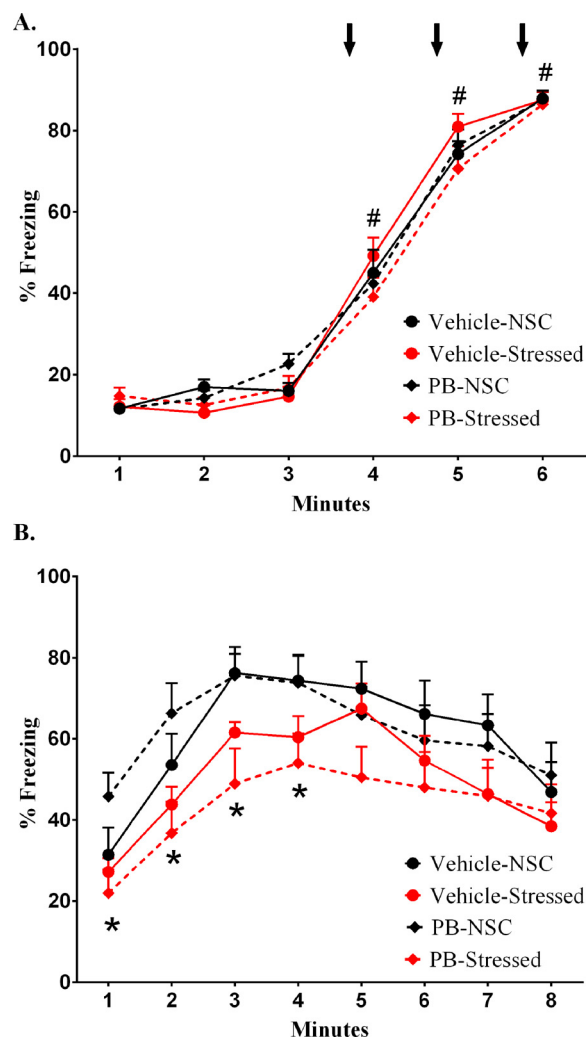 A.
# # #
100
80
60
40
20
0
% Freezing
Vehicle-NSC
Vehicle-Stressed
PB-NSC
PB-Stressed
1 2 3 4 5 6
Minutes
B.
100
80
60
40
20
0
% Freezing
* * * *
Vehicle-NSC
Vehicle-Stressed
PB-NSC
PB-Stressed
1 2 3 4 5 6 7 8
Minutes